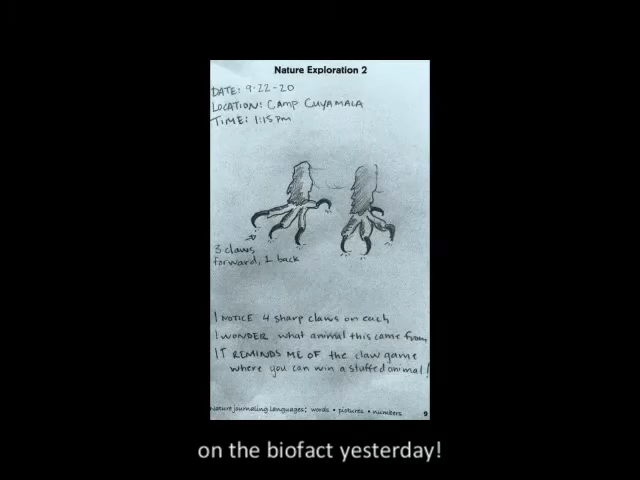 Nature Exploration 2
DATE: 9-22-20
LOCATION: CAMP CUYAMALA
TIME: 1:15 pm
3 claws
forward, 1 back
I NOTICE 4 sharp claws on each
I WONDER what animal this came from
IT REMINDS ME OF the claw game
where you can win a stuffed animal!
Nature Journaling Languages: words • pictures • numbers
9
on the biofact yesterday!